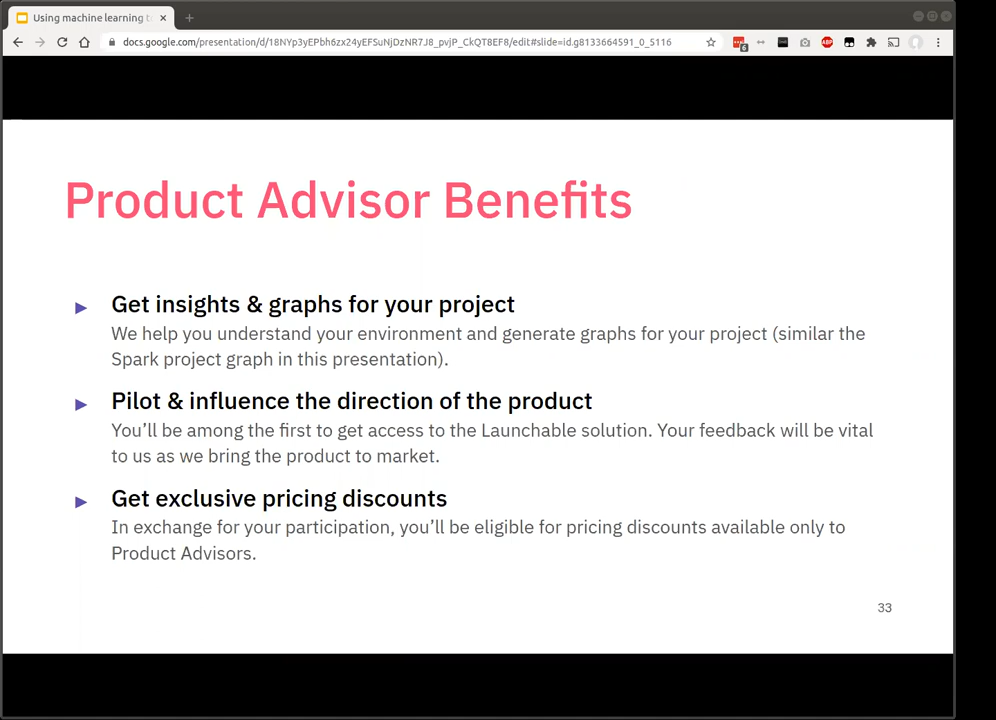 Using machine learning t
docs.google.com/presentation/d/18NYp3yEPbh6zx24yEFSuNjDzNR7J8_pvjP_CkQT8EF8/edit#slide=id.g8133664591_0_5116
6
ABP
Product Advisor Benefits
Get insights & graphs for your project
We help you understand your environment and generate graphs for your project (similar the
Spark project graph in this presentation).
Pilot & influence the direction of the product
You’ll be among the first to get access to the Launchable solution. Your feedback will be vital
to us as we bring the product to market.
Get exclusive pricing discounts
In exchange for your participation, you’ll be eligible for pricing discounts available only to
Product Advisors.
33